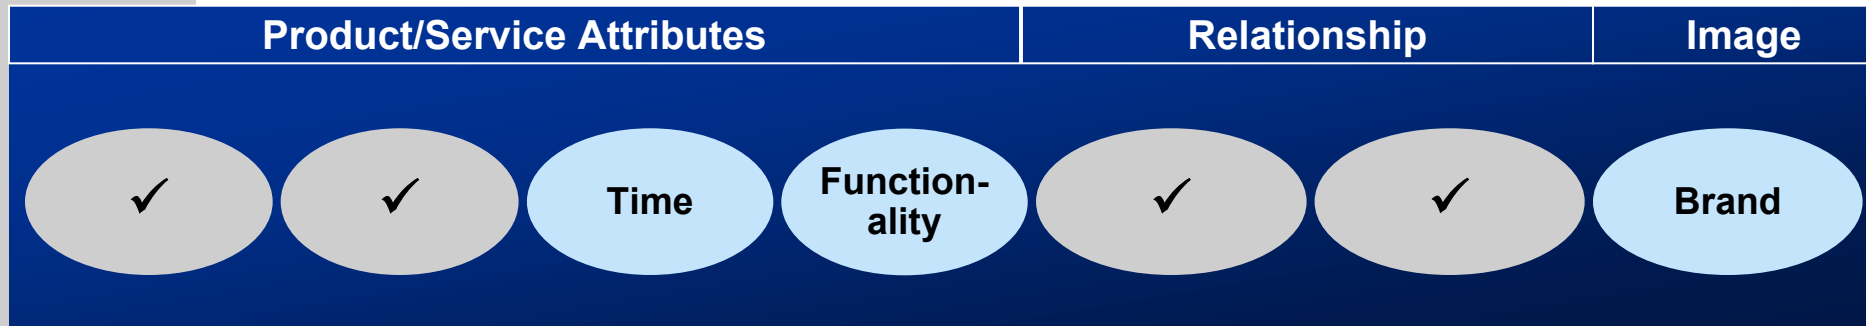 Product/Service Attributes
Relationship
Image
✓
✓
Time
Function-
ality
✓
✓
Brand